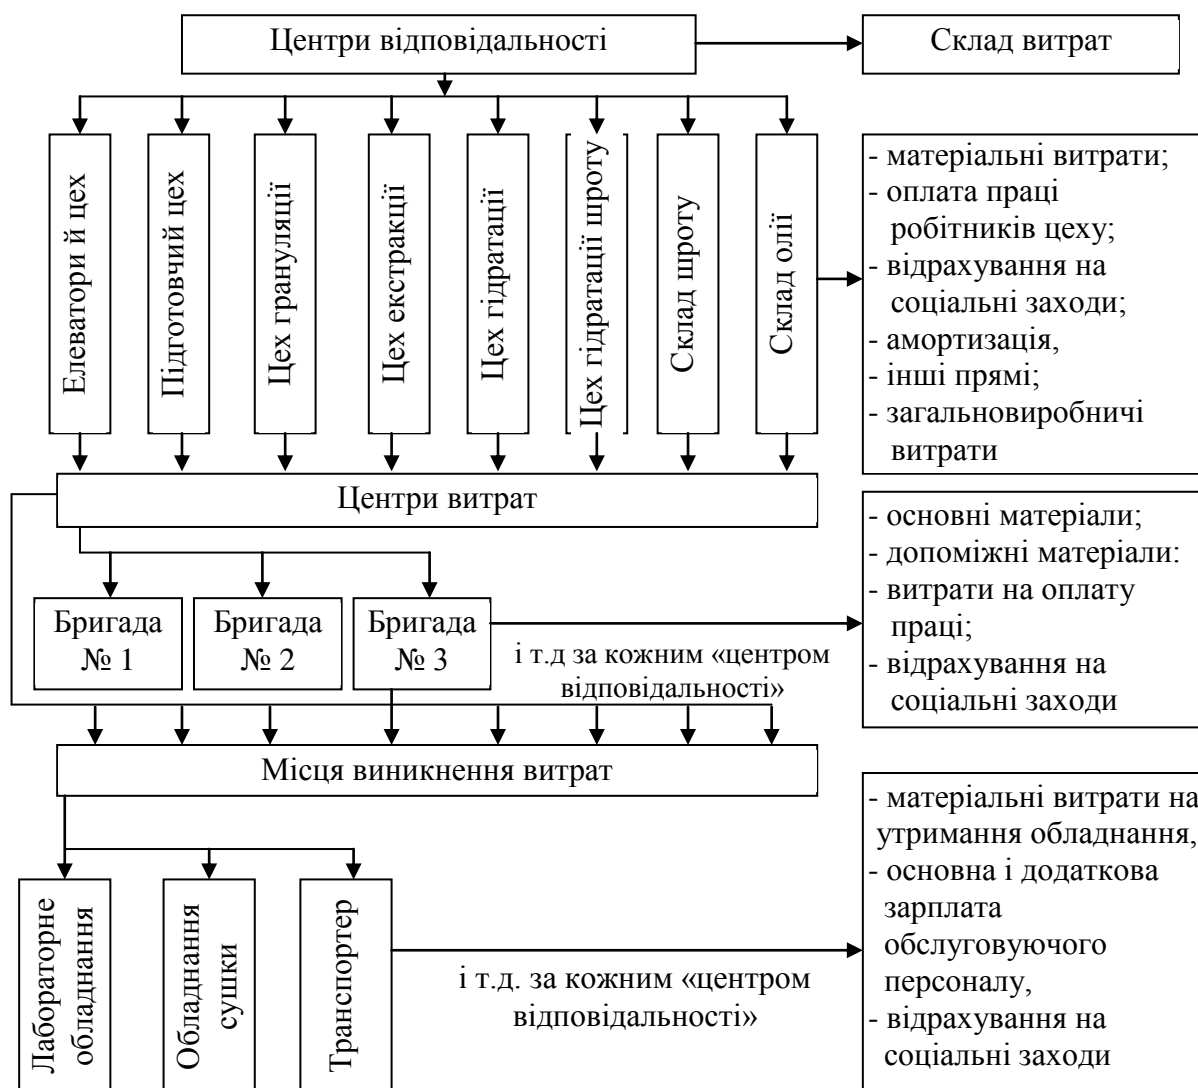 Центри відповідальності
Склад витрат
Елеватори й цех
Підготовчий цех
Цех грануляції
Цех екстракції
Цех гідратації
Цех гідратації шроту
Склад шроту
Склад олії
- матеріальні витрати;
- оплата праці
робітників цеху;
- відрахування на
соціальні заходи;
- амортизація,
- інші прямі;
- загальновиробничі
витрати
Центри витрат
Бригада
№ 1
Бригада
№ 2
Бригада
№ 3
і т.д за кожним «центром
відповідальності»
- основні матеріали;
- допоміжні матеріали:
- витрати на оплату
праці;
- відрахування на
соціальні заходи
Місця виникнення витрат
Лабораторне
обладнання
Обладнання
сушки
Транспортер
і т.д. за кожним «центром
відповідальності»
- матеріальні витрати на
утримання обладнання,
- основна і додаткова
зарплата
обслуговуючого
персоналу,
- відрахування на
соціальні заходи